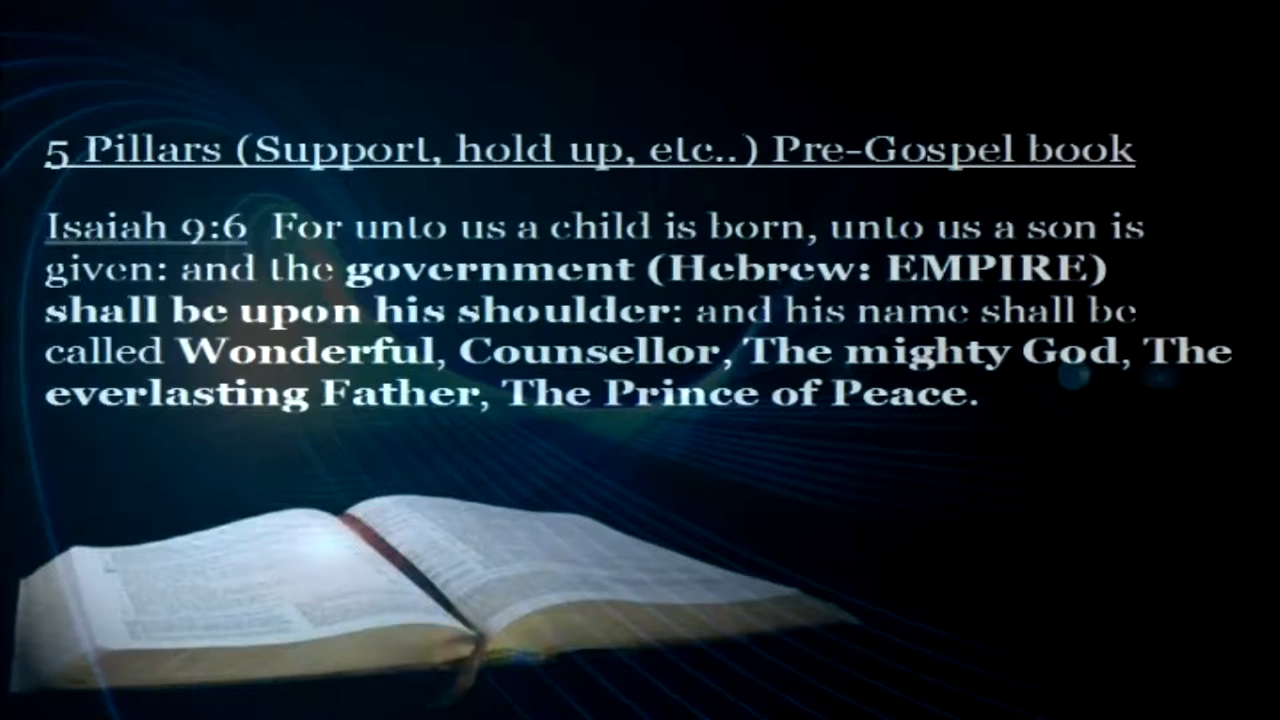 5 Pillars (Support, hold up, etc..) Pre-Gospel book
Isaiah 9:6 For unto us a child is born, unto us a son is
given: and the government (Hebrew: EMPIRE)
shall be upon his shoulder: and his name shall be
called Wonderful, Counsellor, The mighty God, The
everlasting Father, The Prince of Peace.